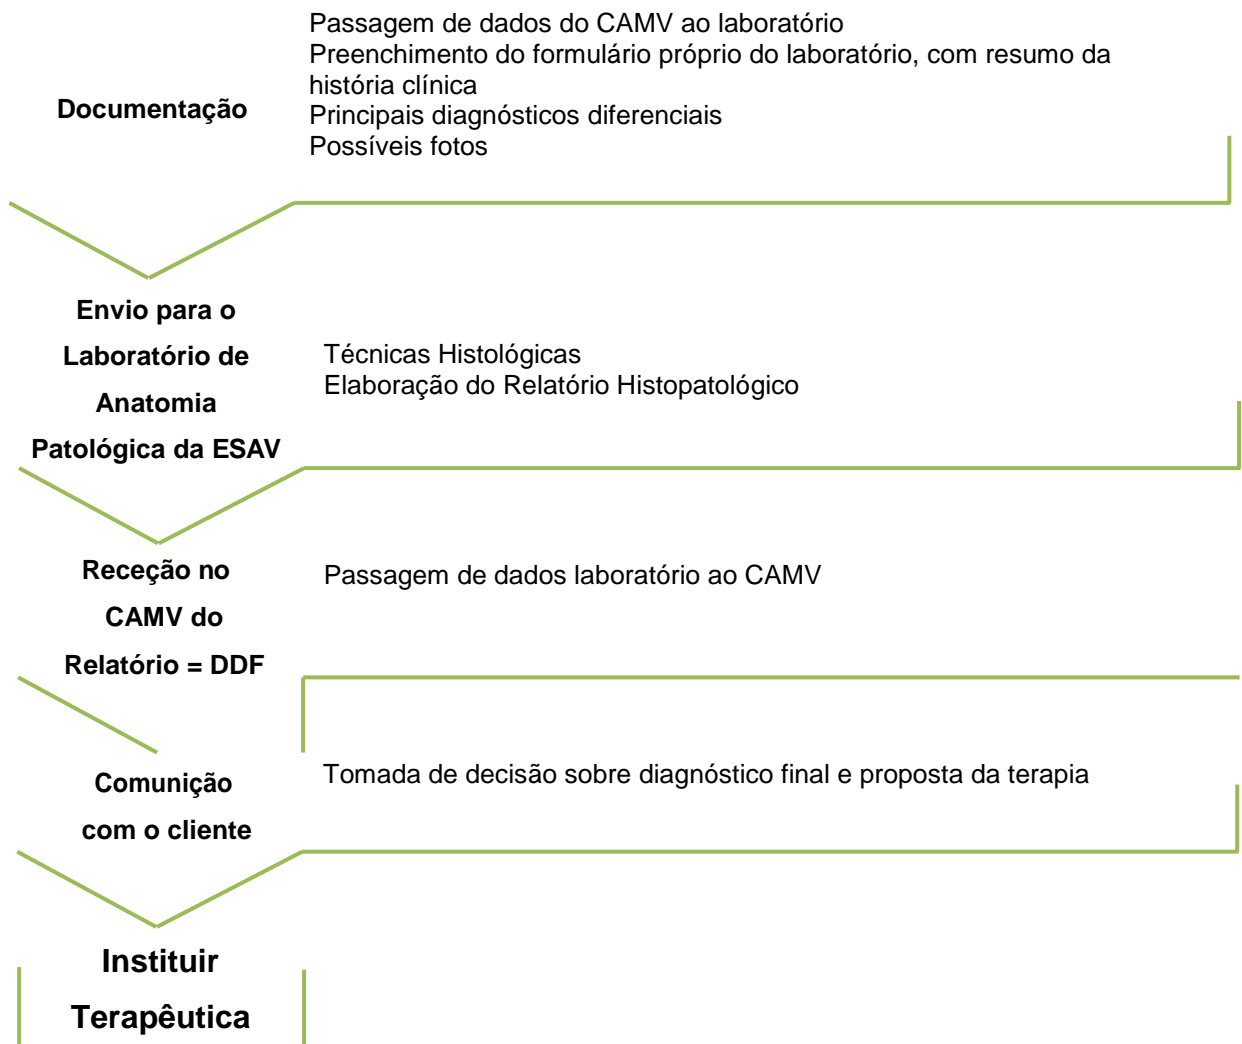 Passagem de dados do CAMV ao laboratório
Preenchimento do formulário próprio do laboratório, com resumo da
história clínica
Documentação
Principais diagnósticos diferenciais
Possíveis fotos
Envio para o
Laboratório de
Anatomia
Patológica da ESAV
Técnicas Histológicas
Elaboração do Relatório Histopatológico
Receção no
CAMV do
Relatório = DDF
Passagem de dados laboratório ao CAMV
Comunição
com o cliente
Tomada de decisão sobre diagnóstico final e proposta da terapia
Instituir
Terapêutica